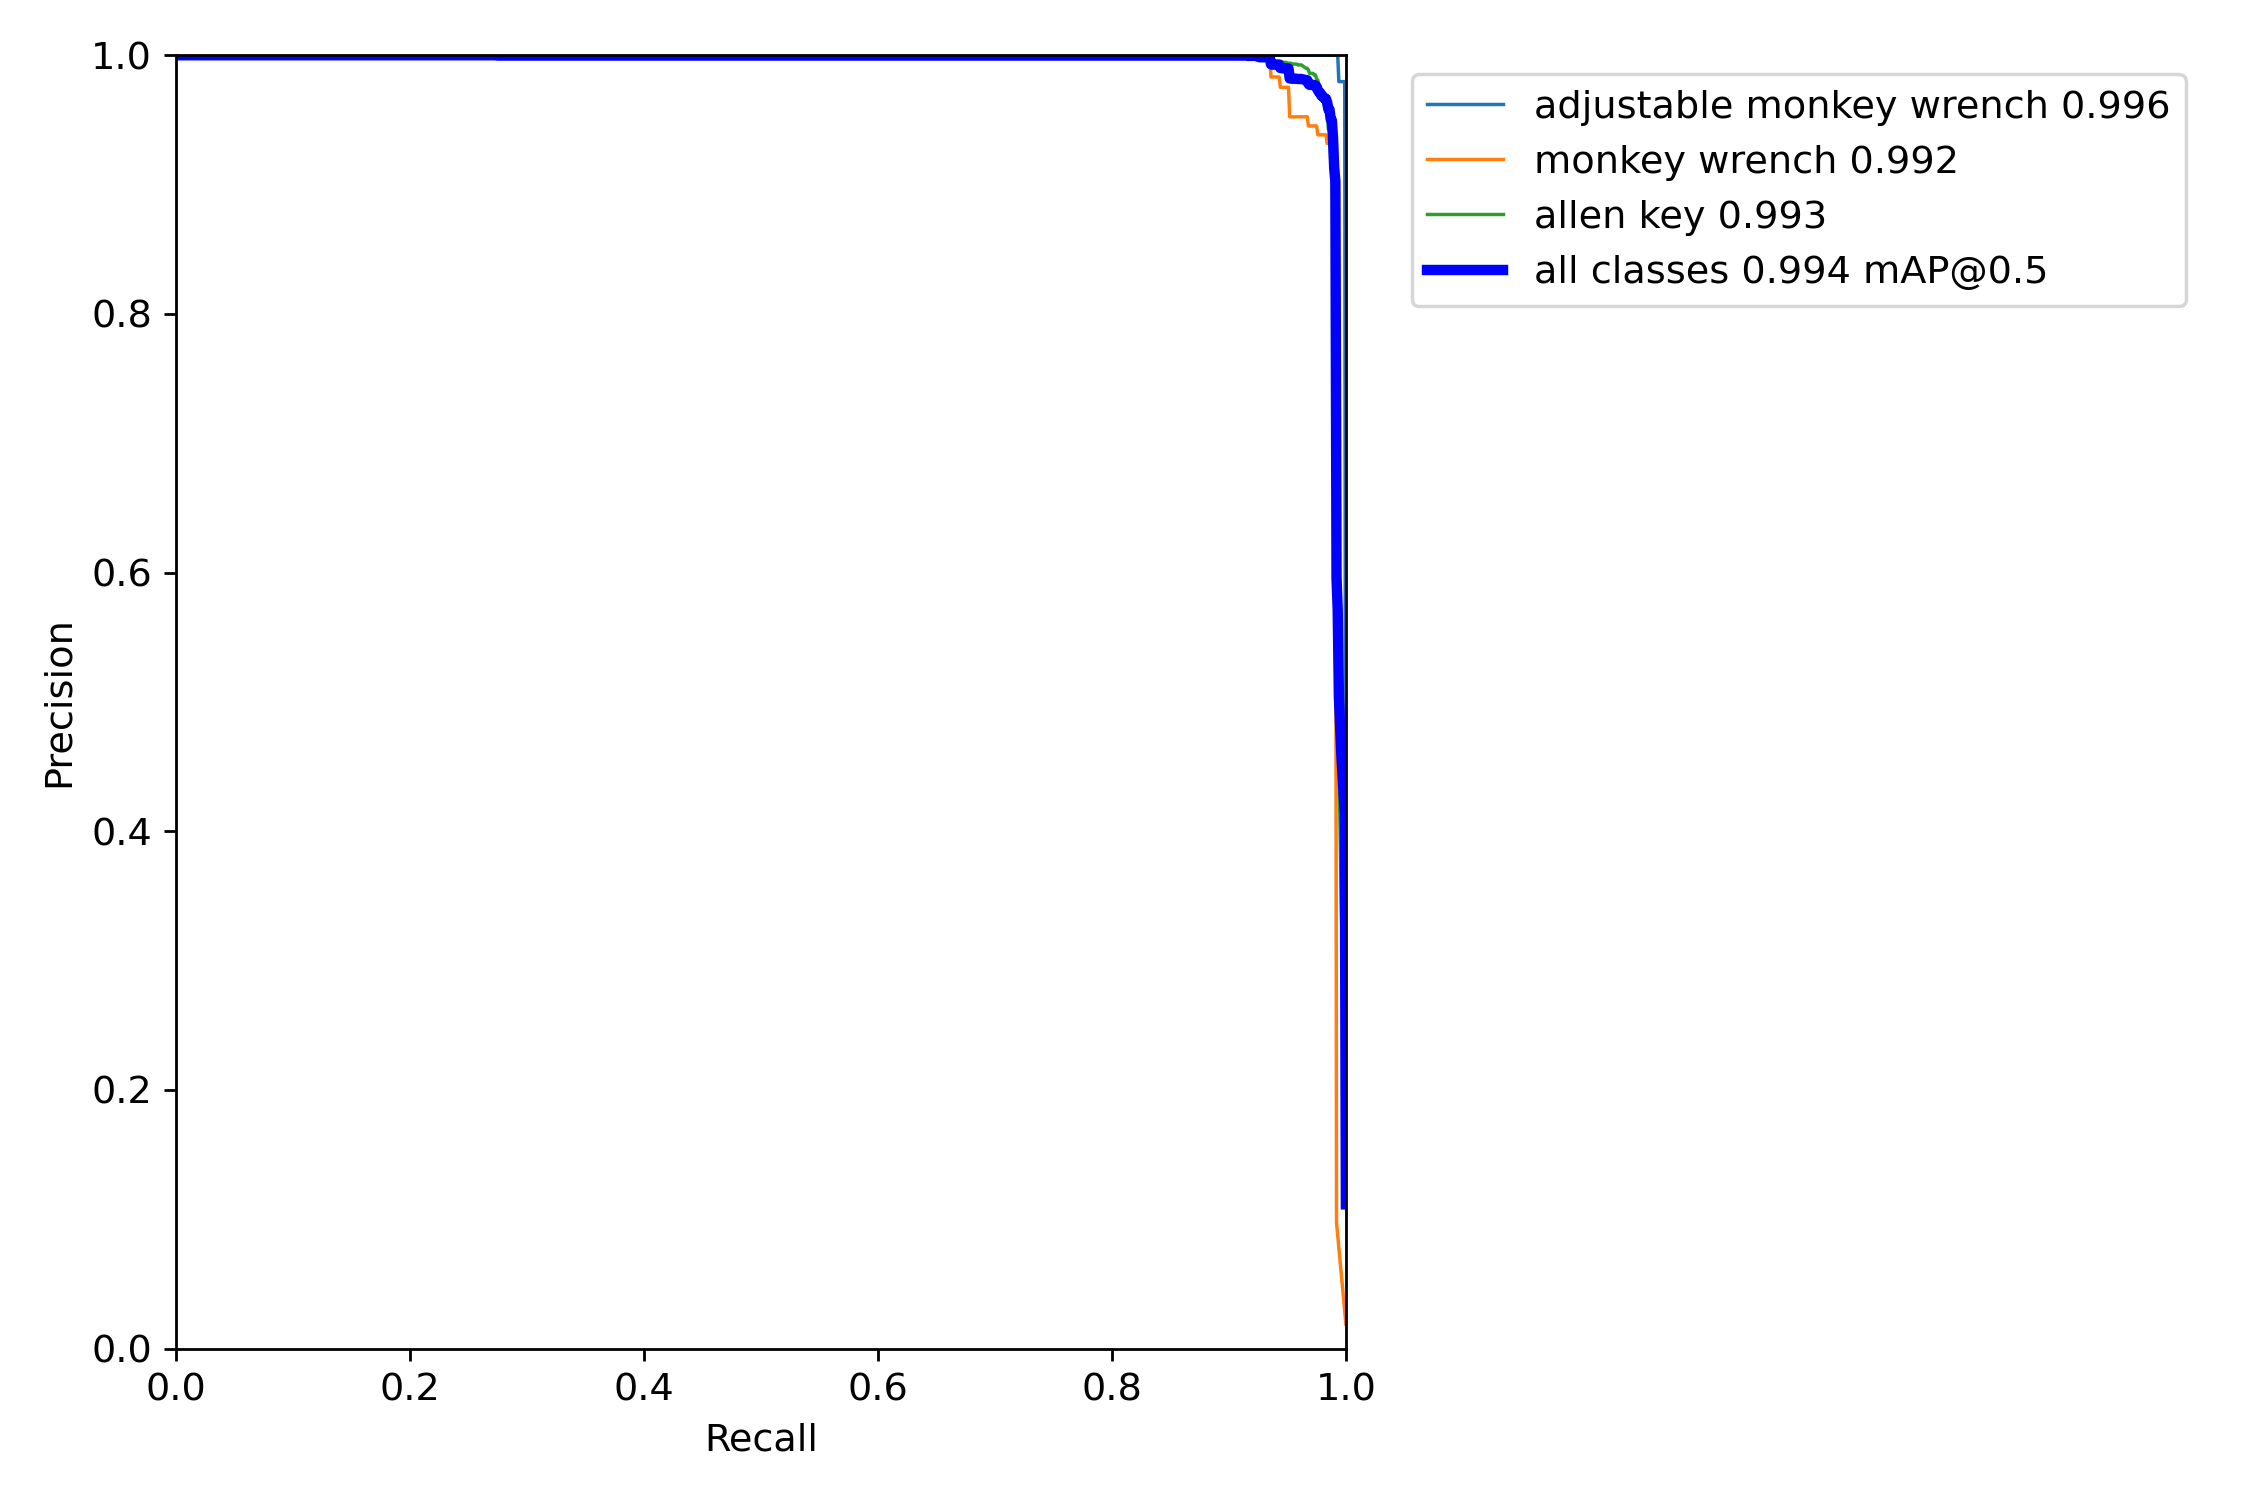 1.0
0.8
0.6
0.4
0.2
0.0
Precision
0.0 0.2 0.4 0.6 0.8 1.0
Recall
adjustable monkey wrench 0.996
monkey wrench 0.992
allen key 0.993
all classes 0.994 mAP@0.5